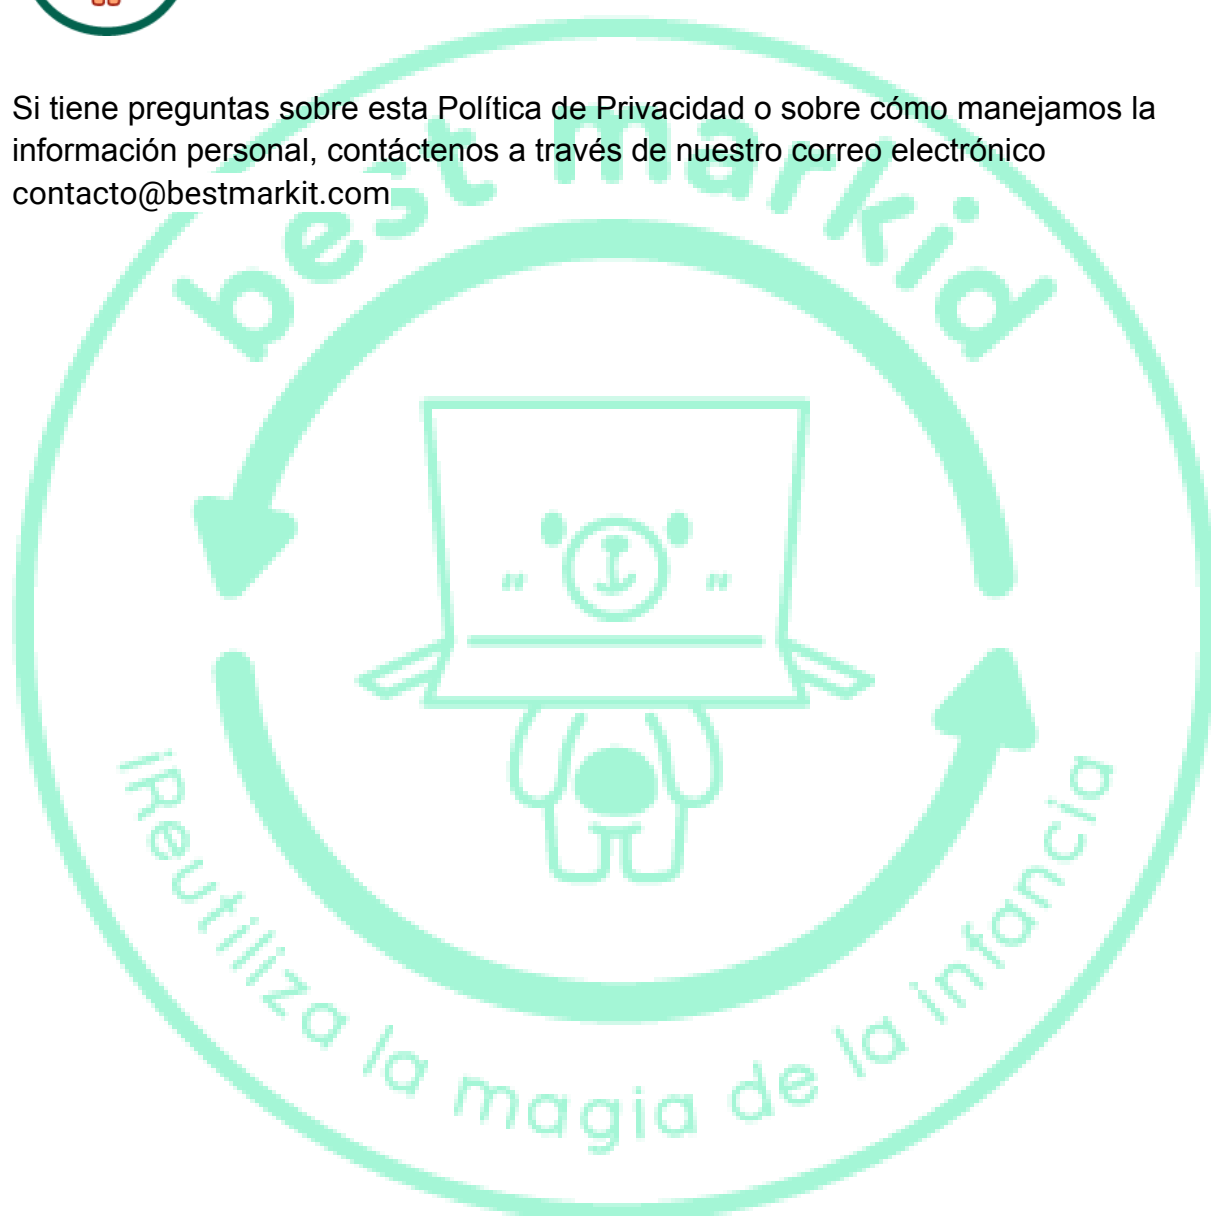 Si tiene preguntas sobre esta Política de Privacidad o sobre cómo manejamos la
información personal, contáctenos a través de nuestro correo electrónico
contacto@bestmarkit.com
best markid
¡Reutiliza la magia de la infancia